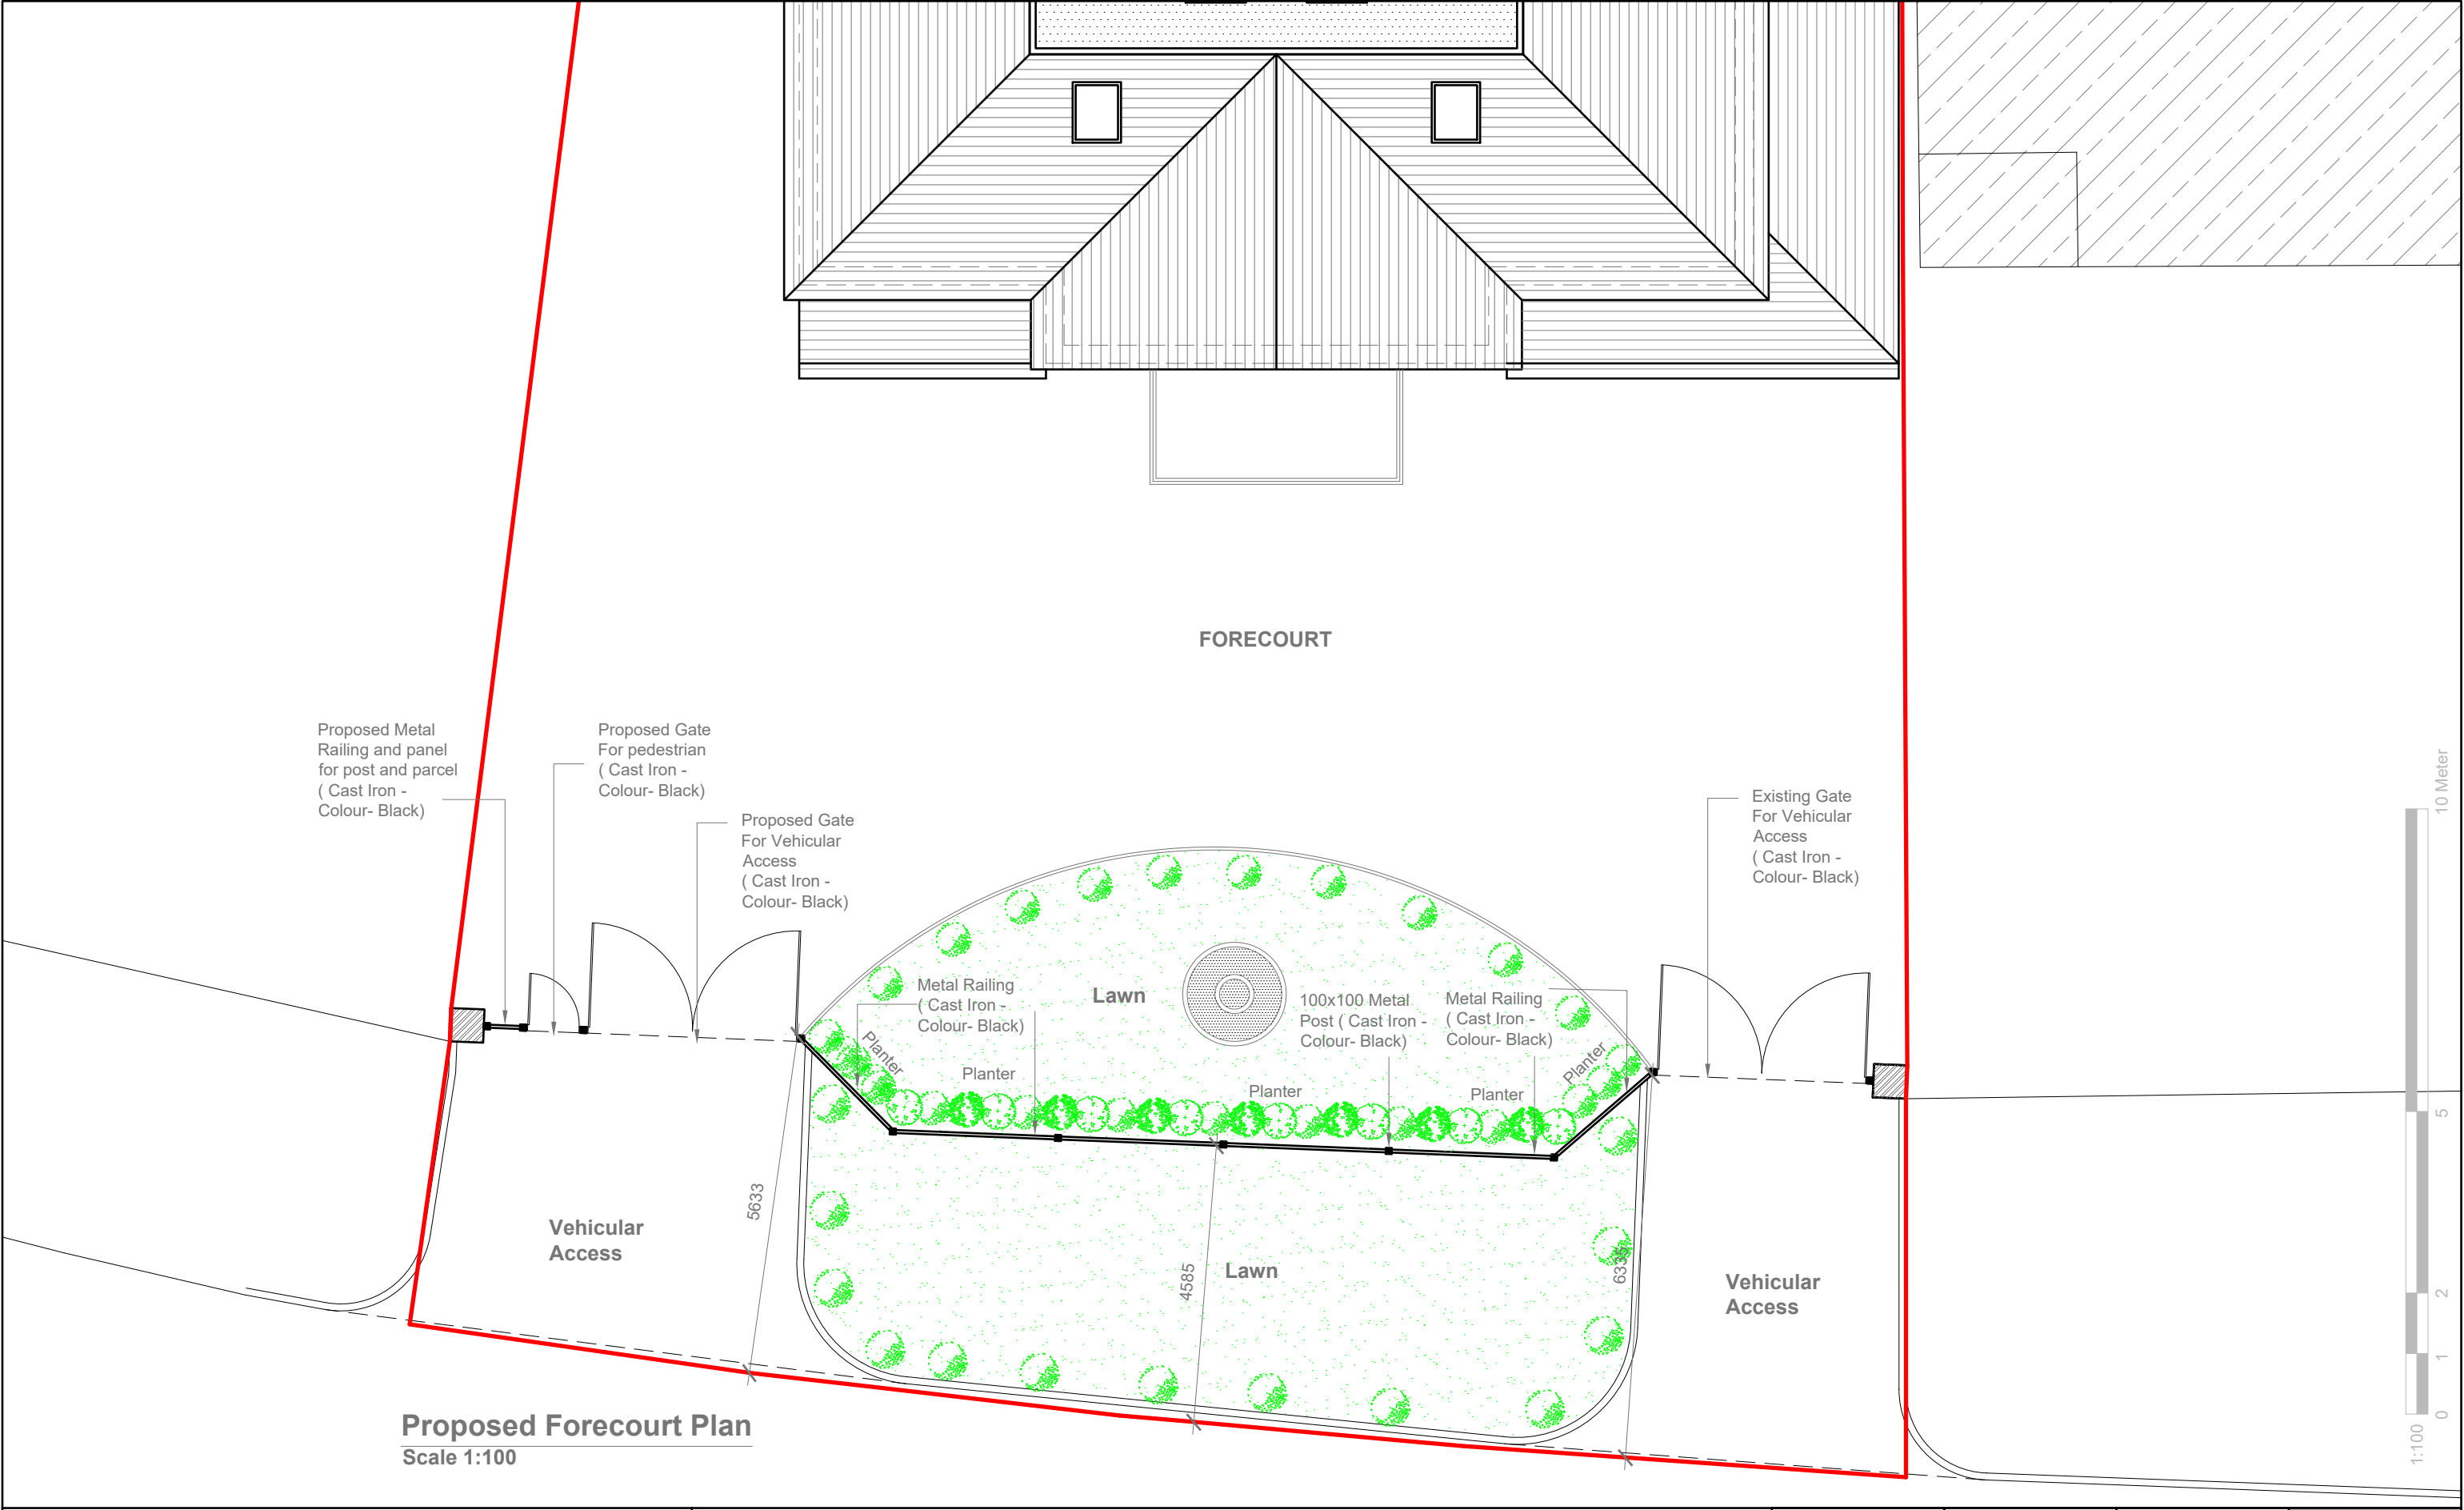 FORECOURT
Proposed Metal
Railing and panel
for post and parcel
( Cast Iron -
Colour- Black)
Proposed Gate
For pedestrian
( Cast Iron -
Colour- Black)
Proposed Gate
For Vehicular
Access
( Cast Iron -
Colour- Black)
Existing Gate
For Vehicular
Access
( Cast Iron -
Colour- Black)
Metal Railing
( Cast Iron -
Colour- Black)
Lawn
100x100 Metal
Post ( Cast Iron -
Colour- Black)
Metal Railing
( Cast Iron -
Colour- Black)
Planter
Planter
Planter
Planter
Planter
5633
4585
6335
Vehicular
Access
Lawn
Vehicular
Access
Proposed Forecourt Plan
Scale 1:100
10 Meter
5
2
1
0
1:100